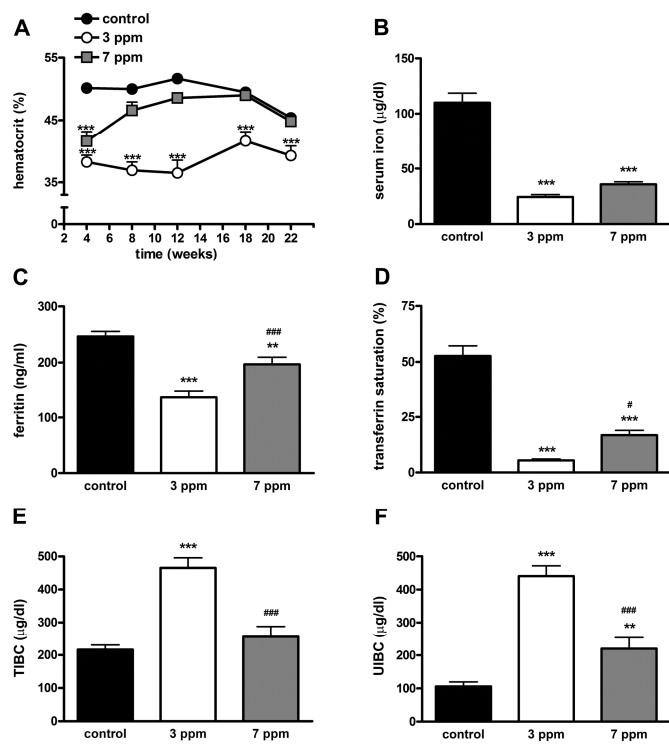 A
control
3 ppm
7 ppm
55
45
35
0
hematocrit (%)
***
***
***
***
***
***
2 4 6 8 10 12 14 16 18 20 22
time (weeks)
B
150
100
50
0
serum iron (µg/dl)
***
***
control 3 ppm 7 ppm
C
300
200
100
0
ferritin (ng/ml)
***
###
**
control 3 ppm 7 ppm
D
75
50
25
0
transferrin saturation (%)
***
#
***
control 3 ppm 7 ppm
E
500
400
300
200
100
0
TIBC (µg/dl)
***
###
control 3 ppm 7 ppm
F
500
400
300
200
100
0
UIBC (µg/dl)
***
###
**
control 3 ppm 7 ppm